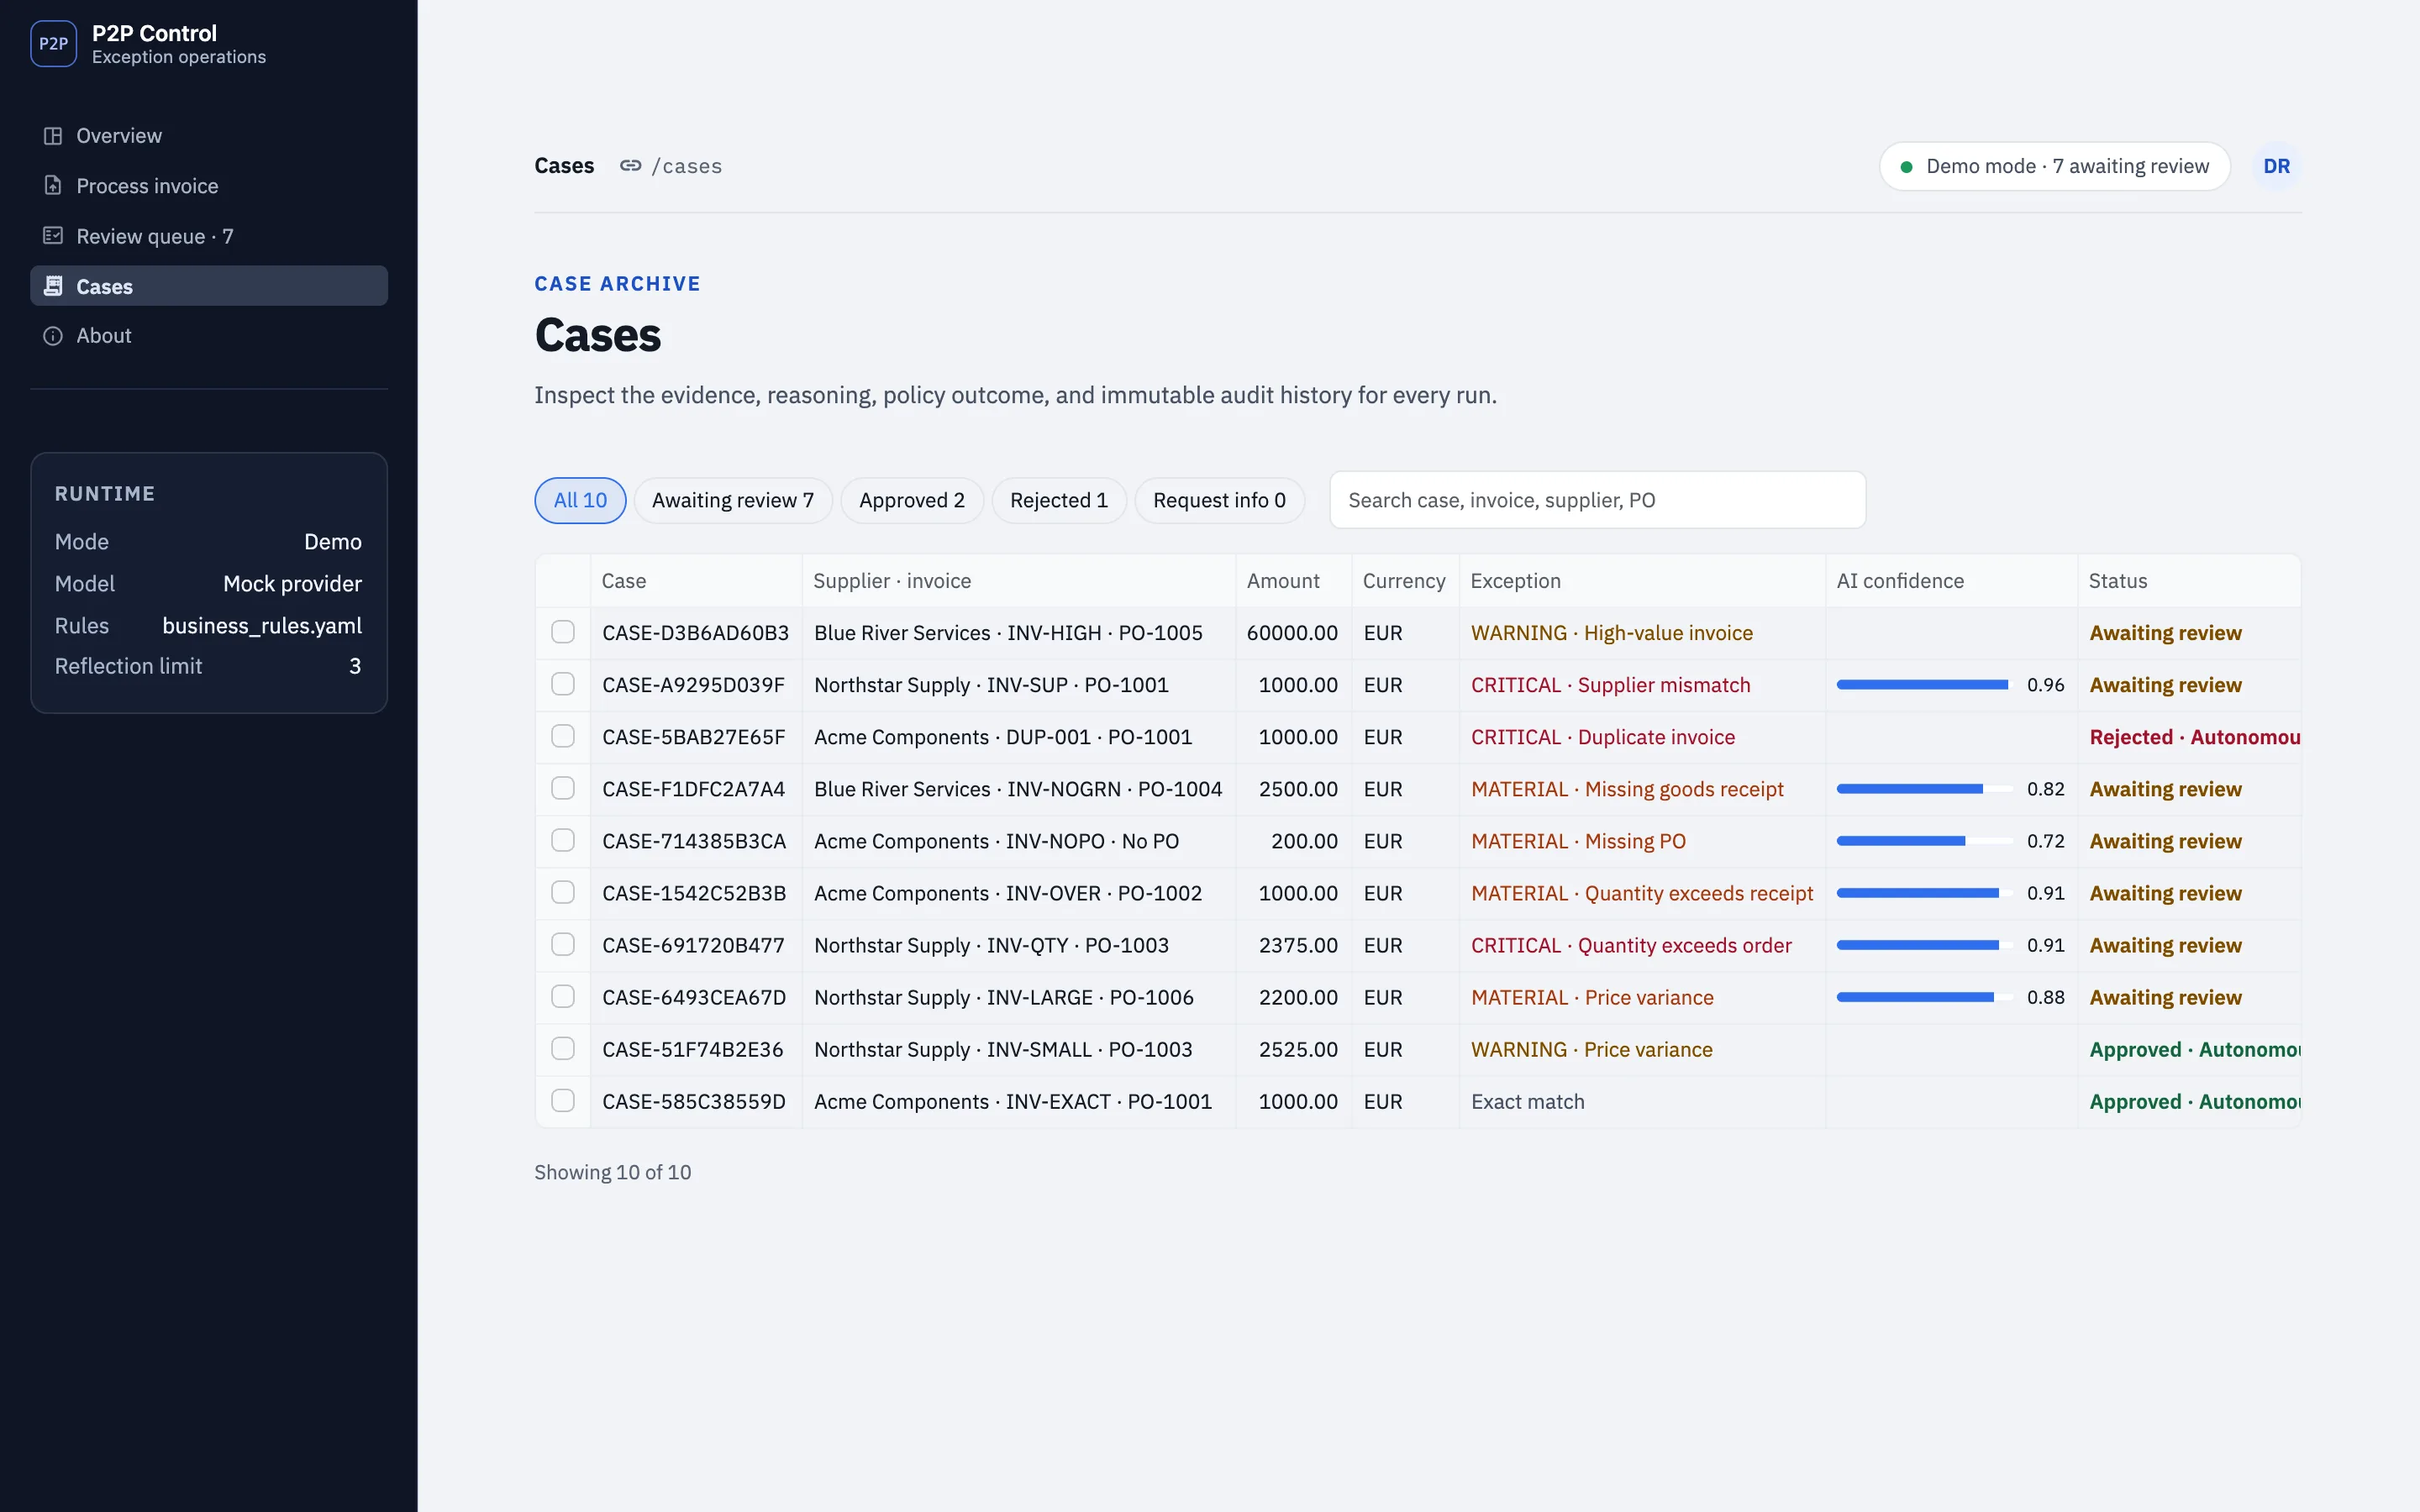 P2P
P2P Control
Exception operations
Overview
Process invoice
Review queue · 7
Cases
About
RUNTIME
Mode Demo
Model Mock provider
Rules business_rules.yaml
Reflection limit 3
Cases /cases
Demo mode · 7 awaiting review
DR
CASE ARCHIVE
Cases
Inspect the evidence, reasoning, policy outcome, and immutable audit history for every run.
All 10 Awaiting review 7 Approved 2 Rejected 1 Request info 0 Search case, invoice, supplier, PO
Case Supplier · invoice Amount Currency Exception AI confidence Status
CASE-D3B6AD60B3 Blue River Services · INV-HIGH · PO-1005 60000.00 EUR WARNING · High-value invoice Awaiting review
CASE-A9295D039F Northstar Supply · INV-SUP · PO-1001 1000.00 EUR CRITICAL · Supplier mismatch 0.96 Awaiting review
CASE-5BAB27E65F Acme Components · DUP-001 · PO-1001 1000.00 EUR CRITICAL · Duplicate invoice Rejected · Autonomou
CASE-F1DFC2A7A4 Blue River Services · INV-NOGRN · PO-1004 2500.00 EUR MATERIAL · Missing goods receipt 0.82 Awaiting review
CASE-714385B3CA Acme Components · INV-NOPO · No PO 200.00 EUR MATERIAL · Missing PO 0.72 Awaiting review
CASE-1542C52B3B Acme Components · INV-OVER · PO-1002 1000.00 EUR MATERIAL · Quantity exceeds receipt 0.91 Awaiting review
CASE-691720B477 Northstar Supply · INV-QTY · PO-1003 2375.00 EUR CRITICAL · Quantity exceeds order 0.91 Awaiting review
CASE-6493CEA67D Northstar Supply · INV-LARGE · PO-1006 2200.00 EUR MATERIAL · Price variance 0.88 Awaiting review
CASE-51F74B2E36 Northstar Supply · INV-SMALL · PO-1003 2525.00 EUR WARNING · Price variance Approved · Autonomou
CASE-585C38559D Acme Components · INV-EXACT · PO-1001 1000.00 EUR Exact match Approved · Autonomou
Showing 10 of 10